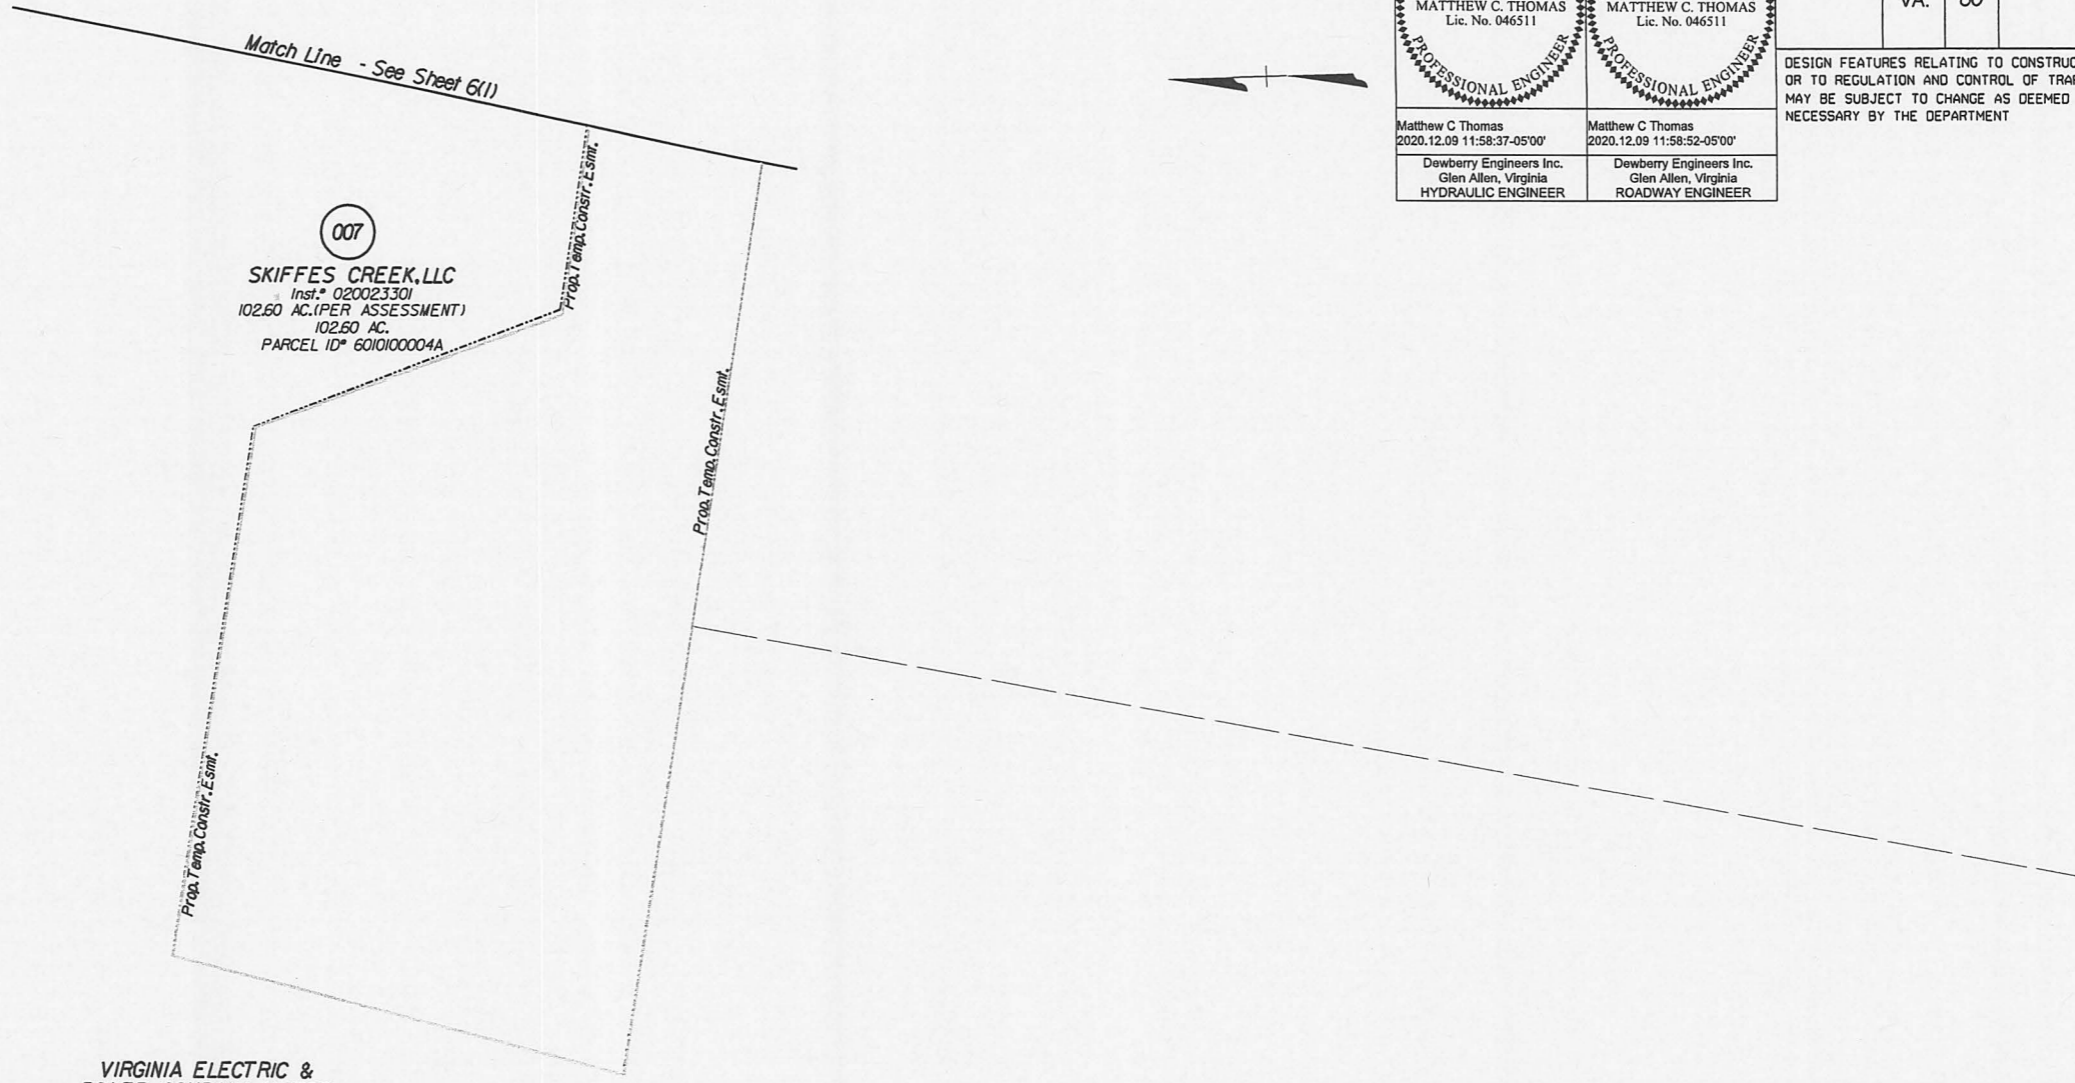 Match Line - See Sheet 6(1)
MATTHEW C. THOMAS
Lic. No. 046511
PROFESSIONAL ENGINEER
Matthew C Thomas
2020.12.09 11:58:37-05'00'
Dewberry Engineers Inc.
Glen Allen, Virginia
HYDRAULIC ENGINEER
MATTHEW C. THOMAS
Lic. No. 046511
PROFESSIONAL ENGINEER
Matthew C Thomas
2020.12.09 11:58:52-05'00'
Dewberry Engineers Inc.
Glen Allen, Virginia
ROADWAY ENGINEER
VA.
DESIGN FEATURES RELATING TO
OR TO REGULATION AND CONTROL OF
MAY BE SUBJECT TO CHANGE AS DEEMED
NECESSARY BY THE DEPARTMENT
007
SKIFFES CREEK, LLC
Inst.# 020023301
102.60 AC. (PER ASSESSMENT)
102.60 AC.
PARCEL ID# 6010100004A
Prop. Temp. Constr. Esmt.
Prop. Temp. Constr. Esmt.
Prop. Temp. Constr. Esmt.
VIRGINIA ELECTRIC &